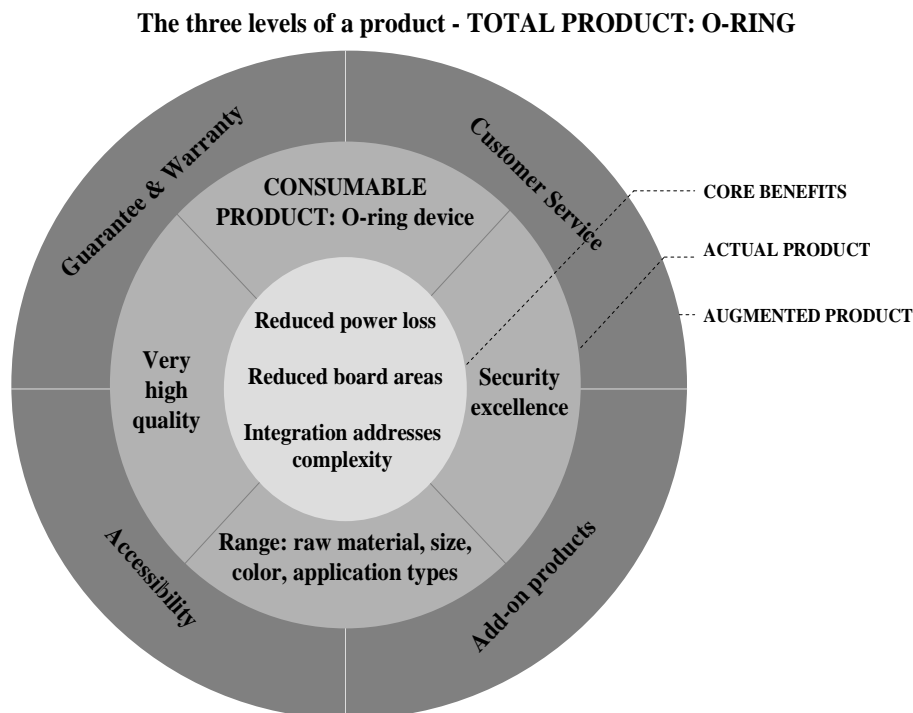 The three levels of a product - TOTAL PRODUCT: O-RING
Guarantee & Warranty
Customer Service
CONSUMABLE
PRODUCT: O-ring device
CORE BENEFITS
ACTUAL PRODUCT
AUGMENTED PRODUCT
Reduced power loss
Reduced board areas
Integration addresses
complexity
Very
high
quality
Security
excellence
Range: raw material, size,
color, application types
Accessibility
Add-on products